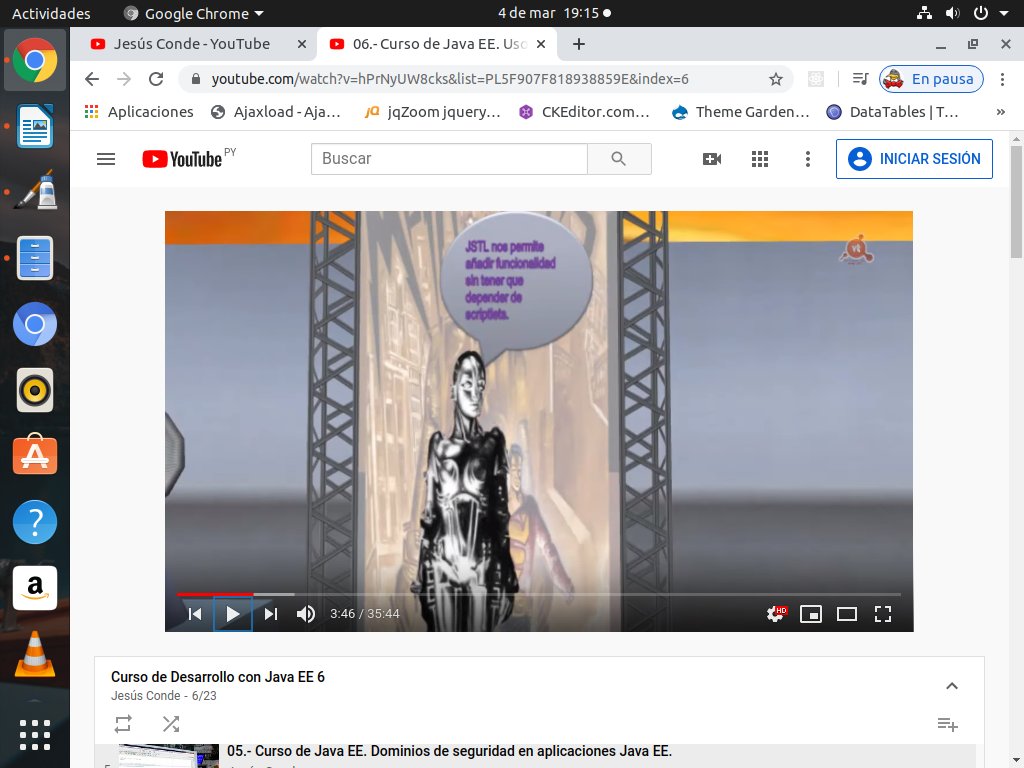 Actividades
Google Chrome
4 de mar 19:15
Jesús Conde - YouTube
06.- Curso de Java EE. Uso
youtube.com/watch?v=hPrNyUW8cks&list=PL5F907F818938859E&index=6
En pausa
Aplicaciones
Ajaxload - Aja...
jqZoom jquery...
CKEditor.com...
Theme Garden...
DataTables | T...
»
YouTube PY
Buscar
INICIAR SESIÓN
JSTL nos permite
añadir funcionalidad
sin tener que
depender de
scriptlets.
vt
3:46 / 35:44
HD
Curso de Desarrollo con Java EE 6
Jesús Conde - 6/23
05.- Curso de Java EE. Dominios de seguridad en aplicaciones Java EE.